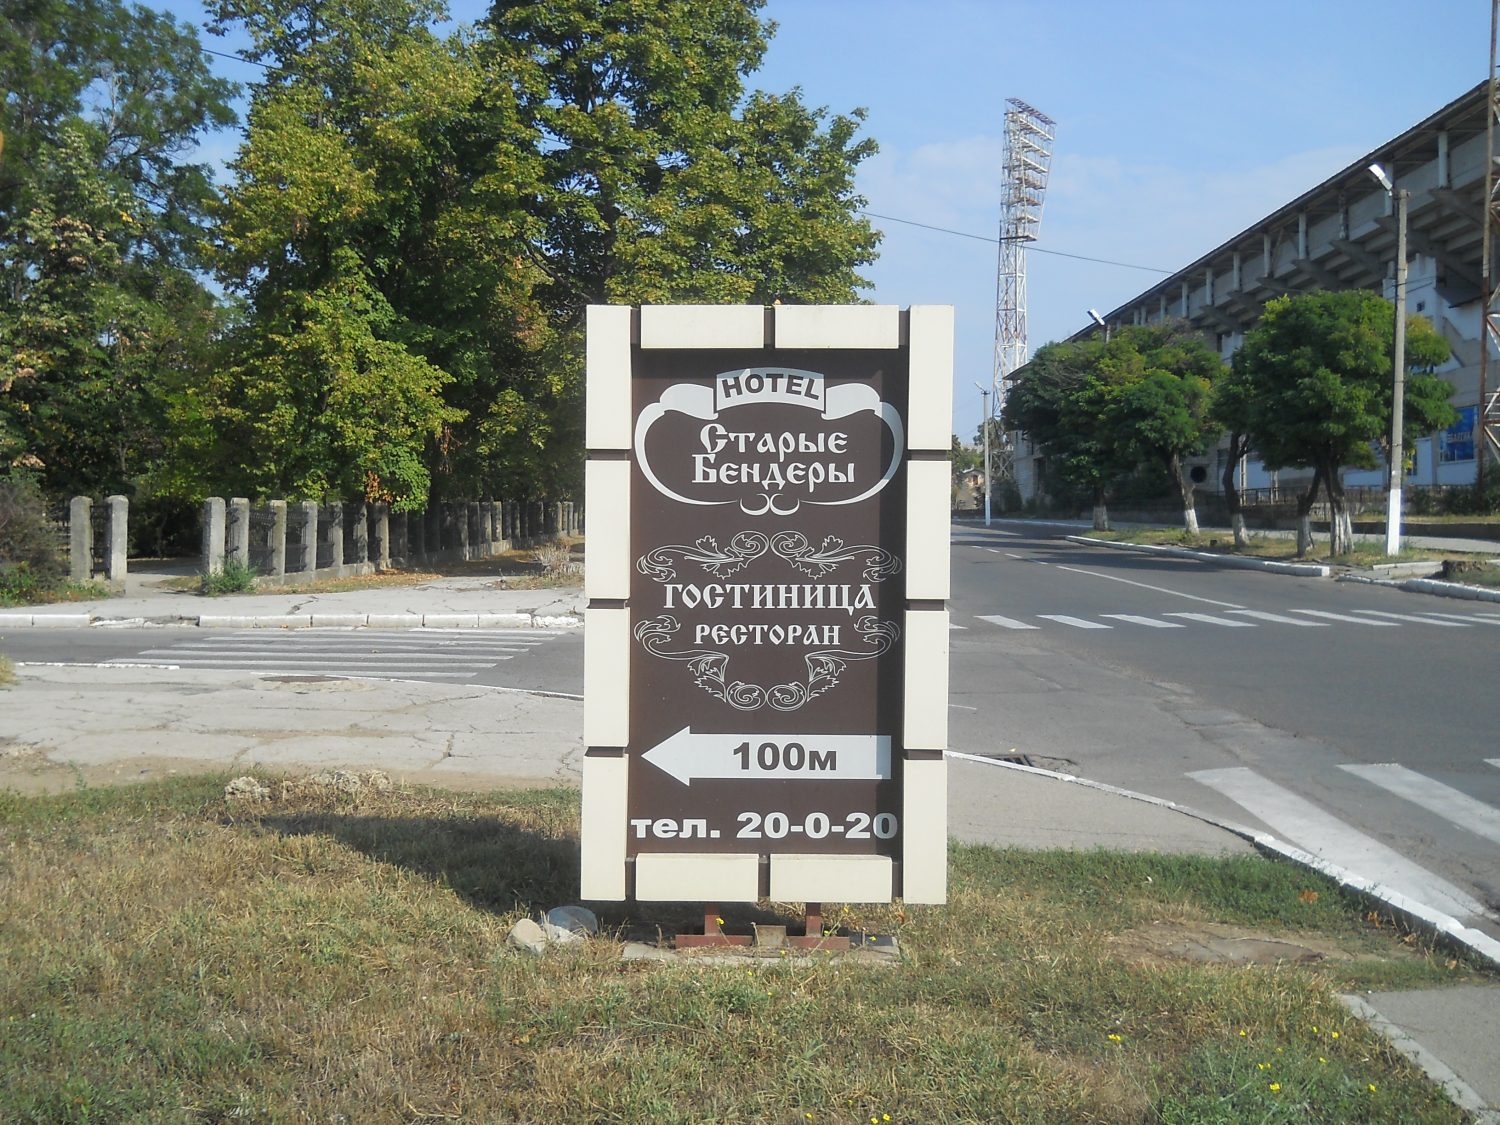 HOTEL
Старые
Бендеры
ГОСТИНИЦА
РЕСТОРАН
100м
тел. 20-0-20